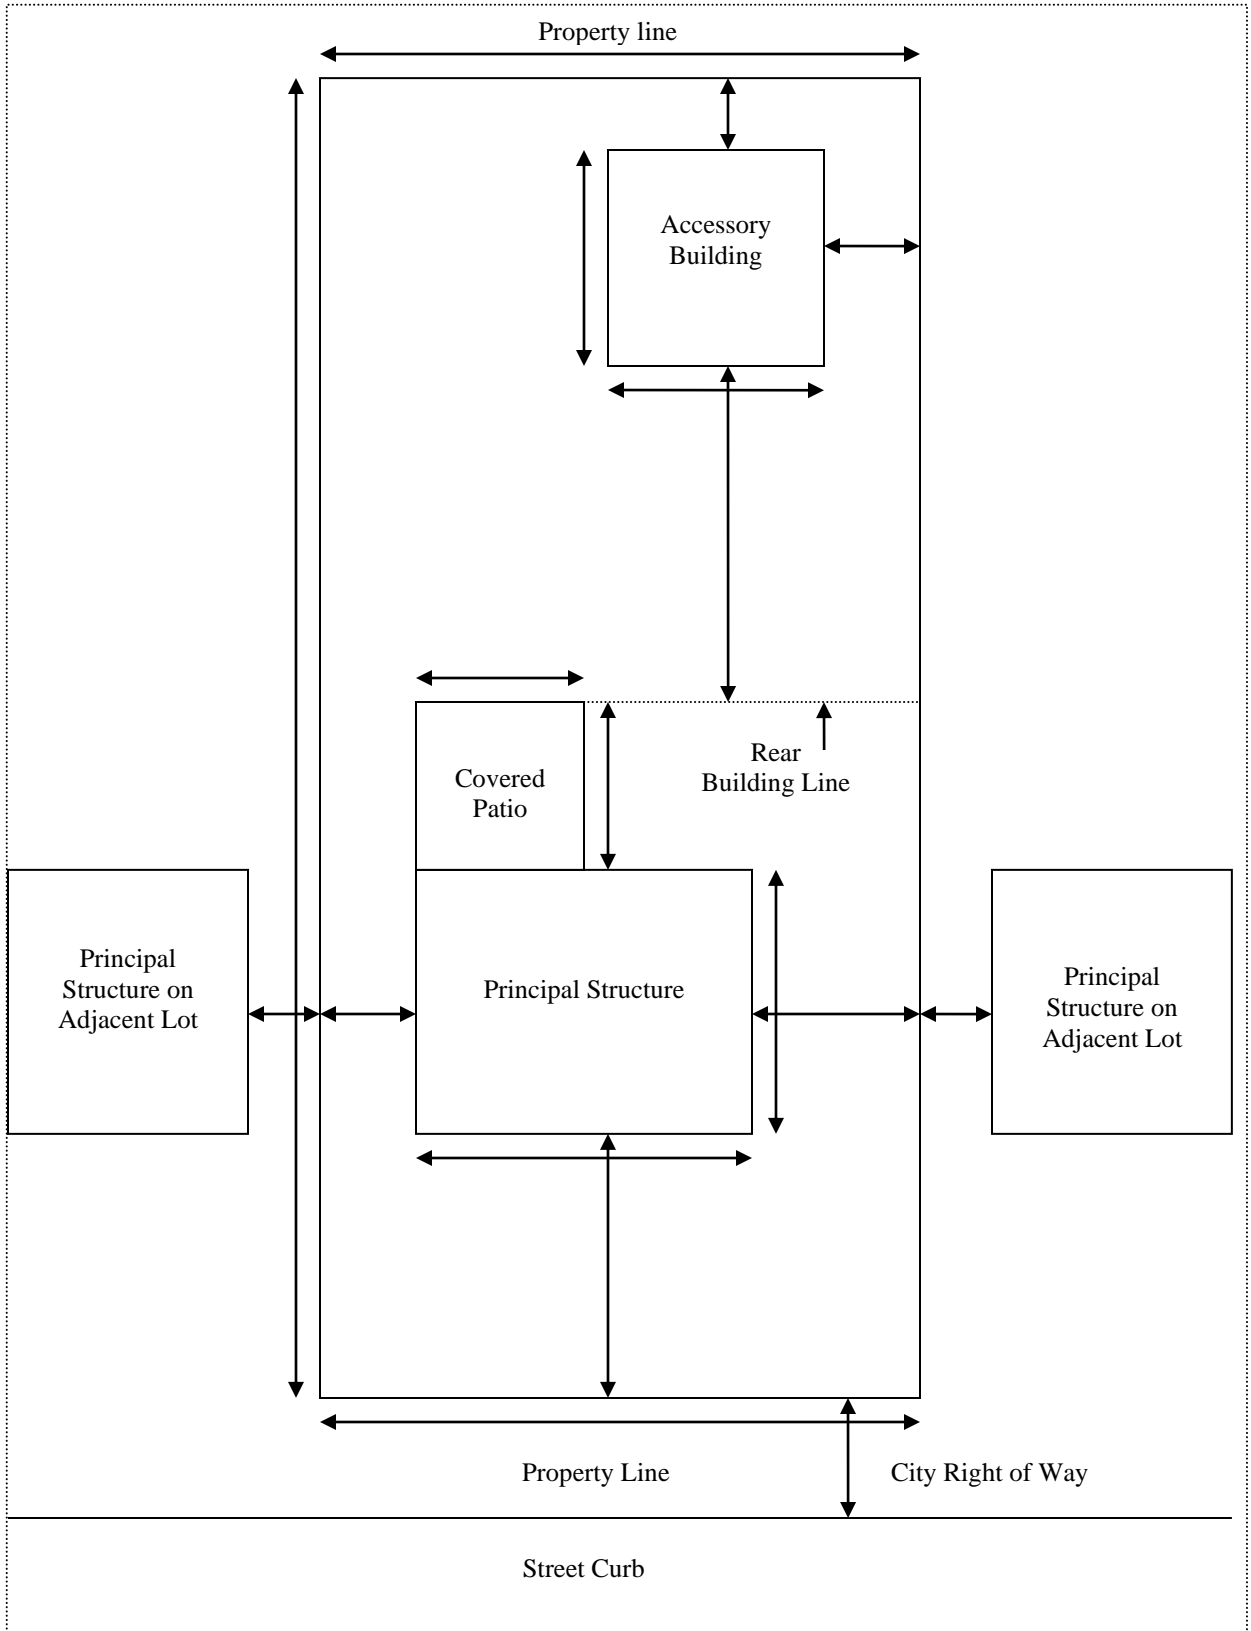 Property line
Accessory
Building
Rear
Building Line
Covered
Patio
Principal
Structure on
Adjacent Lot
Principal Structure
Principal
Structure on
Adjacent Lot
Property Line
City Right of Way
Street Curb